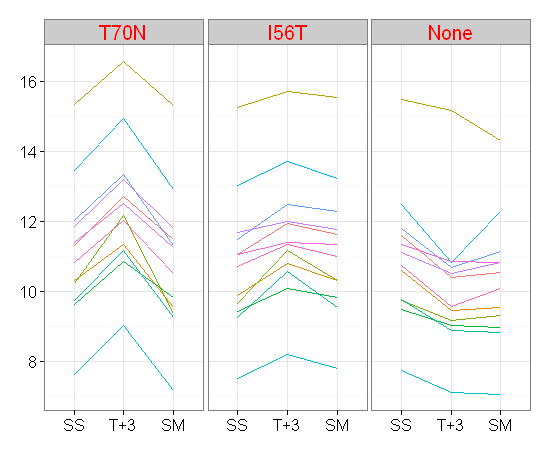 T70N I56T None
16
14
12
10
8
SS T+3 SM SS T+3 SM SS T+3 SM